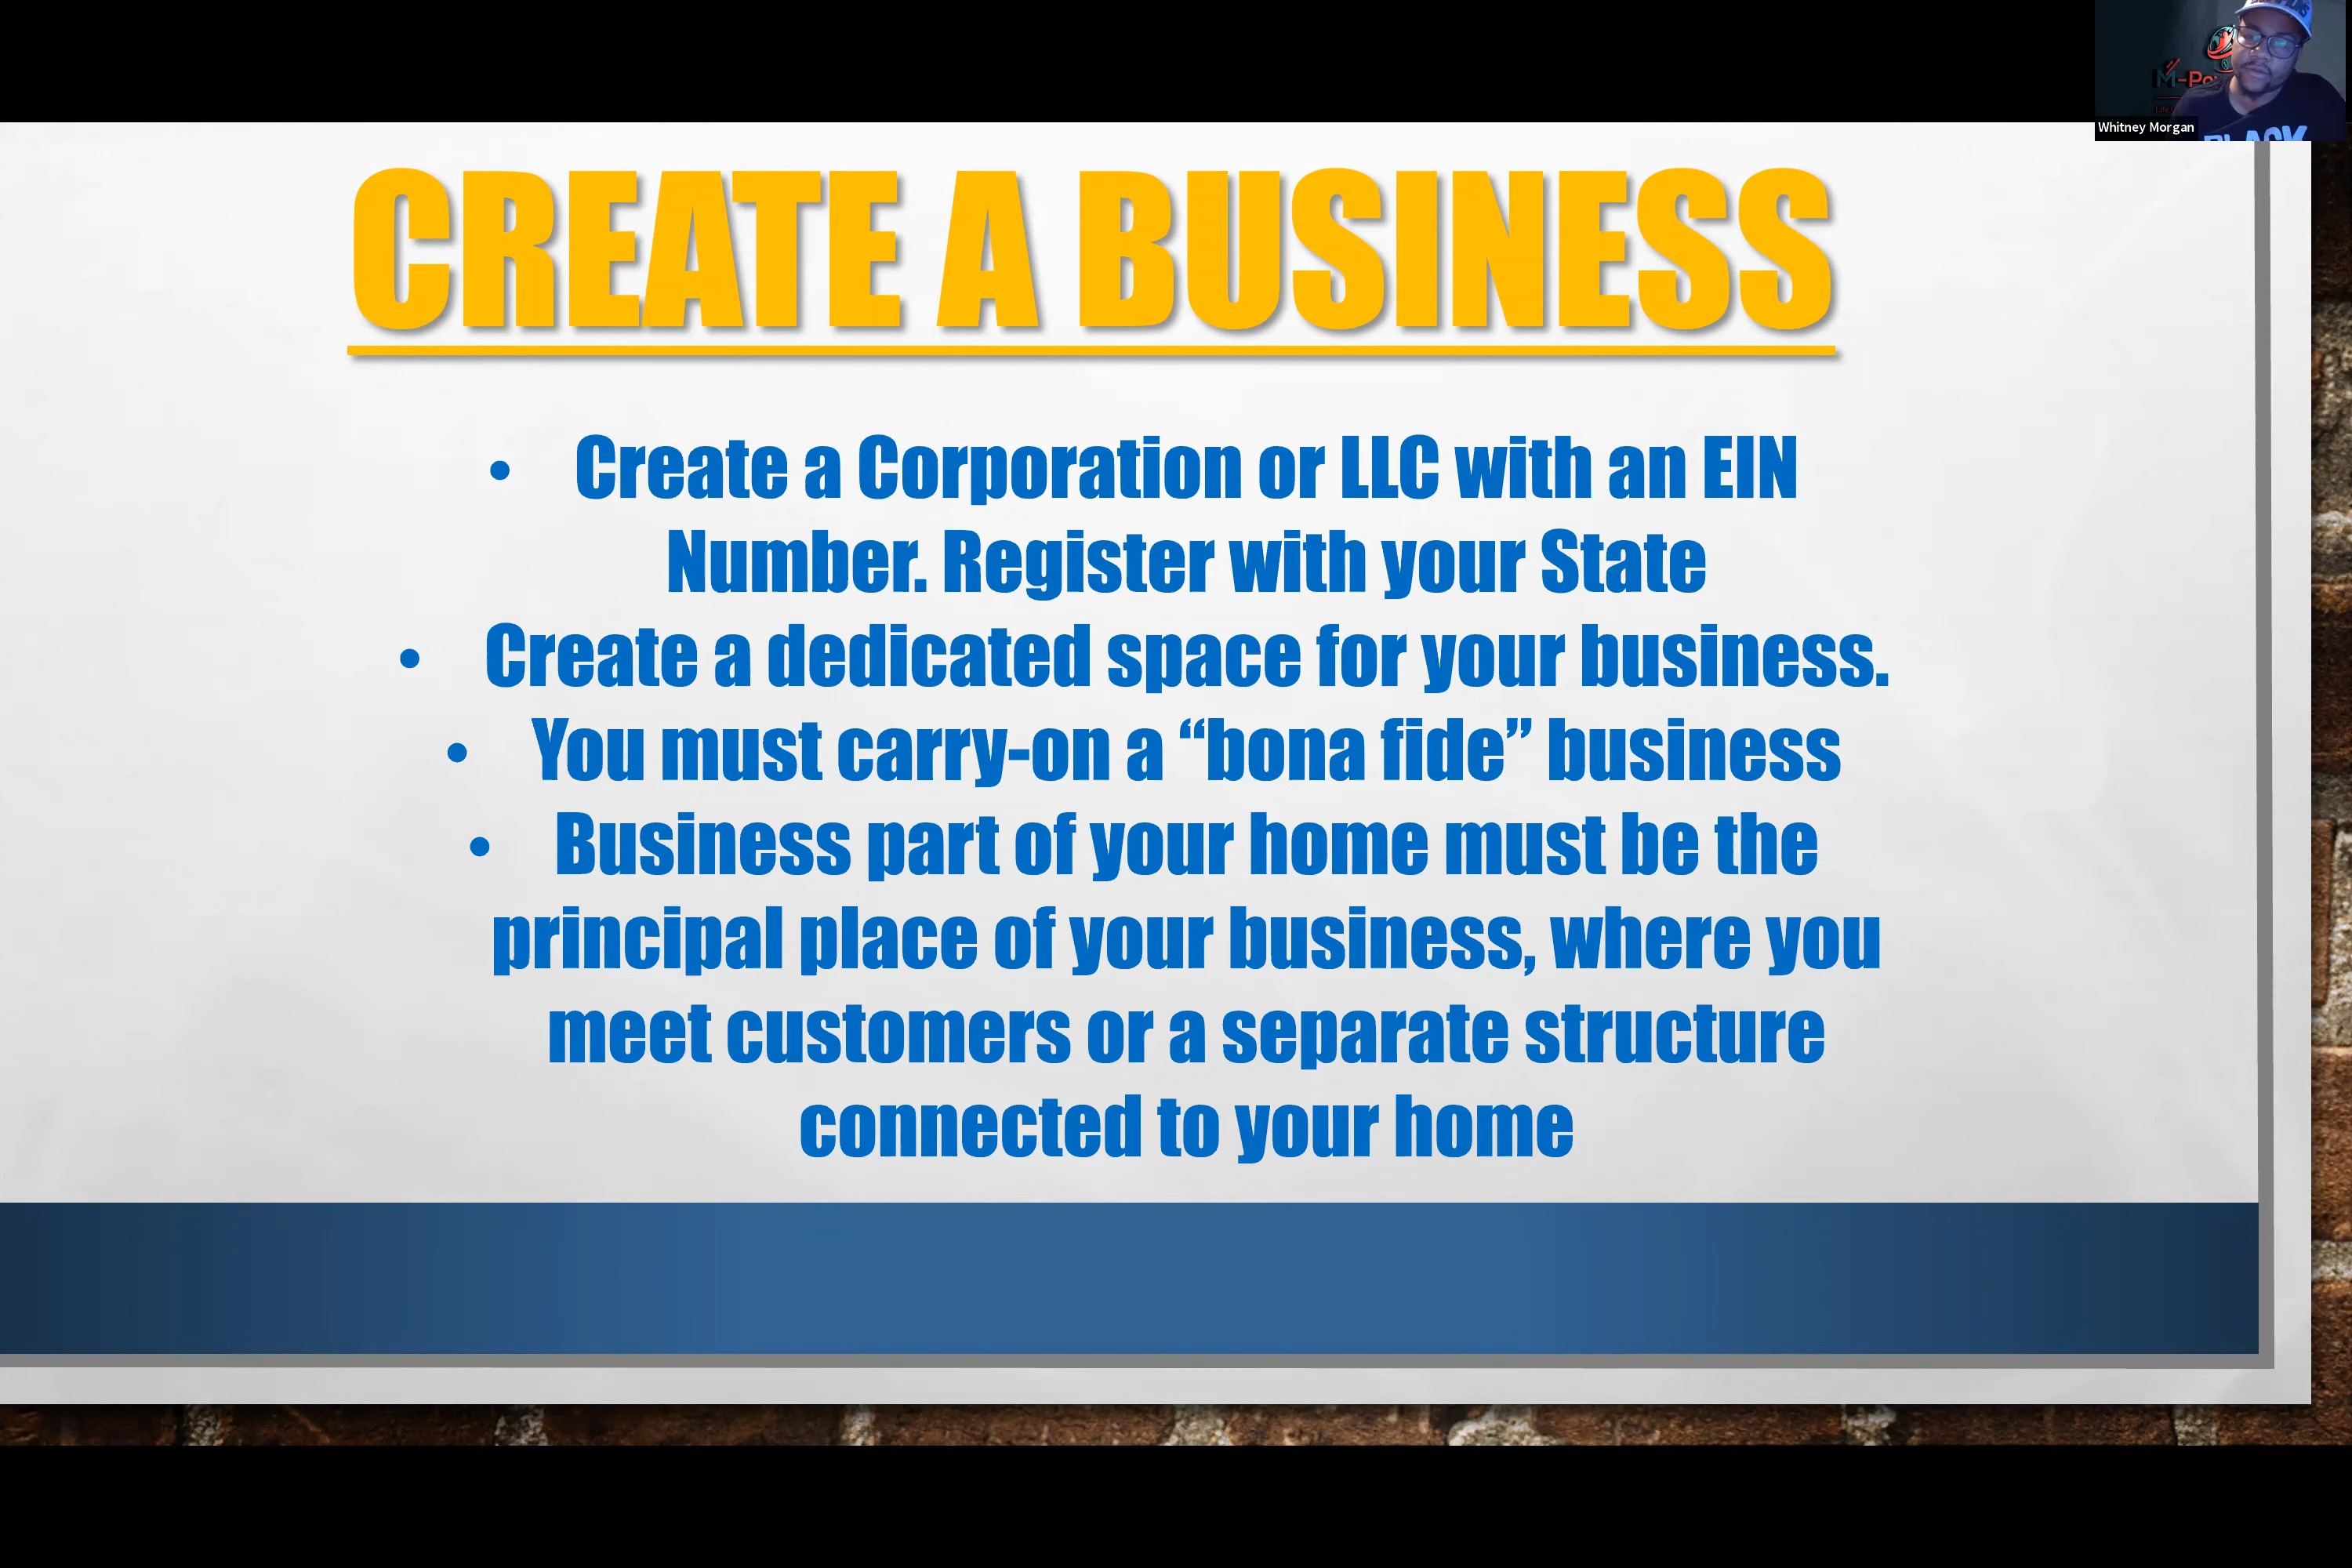 CREATE A BUSINESS
• Create a Corporation or LLC with an EIN
Number. Register with your State
• Create a dedicated space for your business.
• You must carry-on a “bona fide” business
• Business part of your home must be the
principal place of your business, where you
meet customers or a separate structure
connected to your home
Whitney Morgan
BLACK